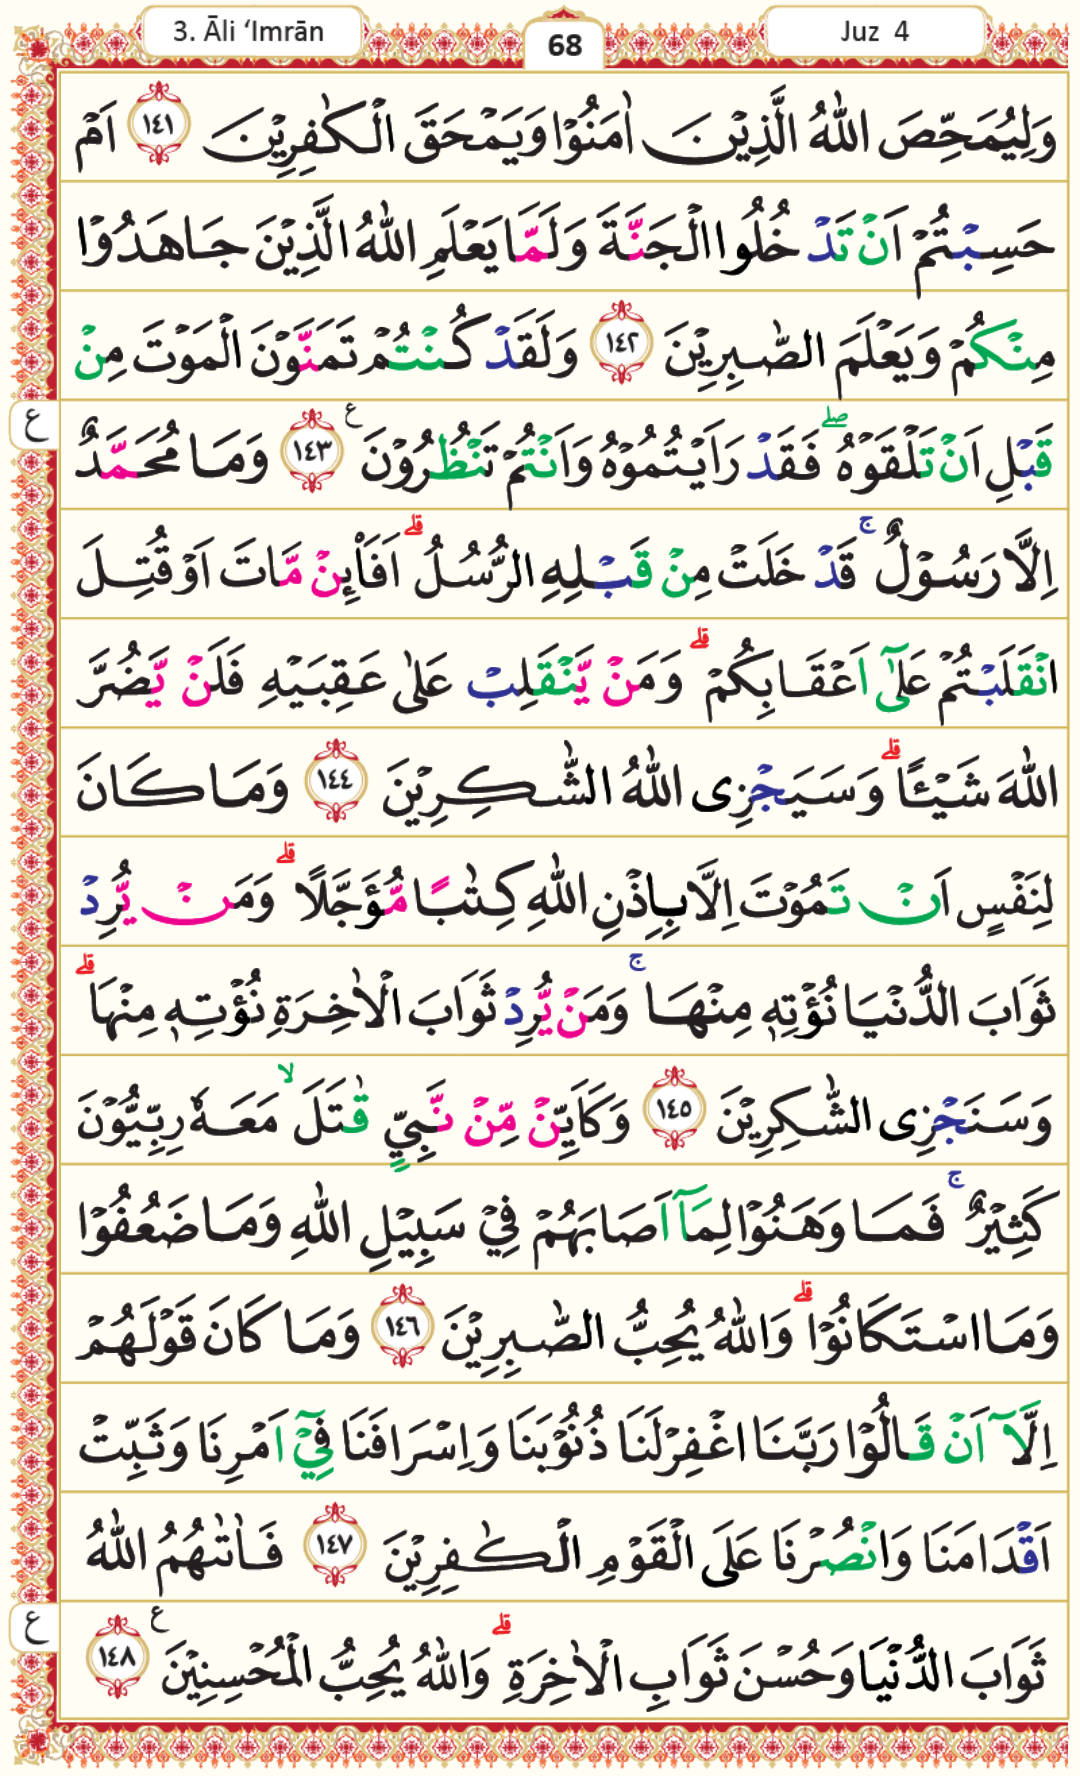 3. Āli ‘Imrān 68 Juz 4
وَلِيُمَحِّصَ اللّٰهُ الَّذِيْنَ اٰمَنُوْا وَيَمْحَقَ الْكٰفِرِيْنَ ١٤١ اَمْ
حَسِبْتُمْ اَنْ تَدْخُلُوا الْجَنَّةَ وَلَمَّا يَعْلَمِ اللّٰهُ الَّذِيْنَ جَاهَدُوْا
مِنْكُمْ وَيَعْلَمَ الصّٰبِرِيْنَ ١٤٢ وَلَقَدْ كُنْتُمْ تَمَنَّوْنَ الْمَوْتَ مِنْ
ع قَبْلِ اَنْ تَلْقَوْهُ ۖ فَقَدْ رَاَيْتُمُوْهُ وَاَنْتُمْ تَنْظُرُوْنَ ع ١٤٣ وَمَا مُحَمَّدٌ
اِلَّا رَسُوْلٌ ۚ قَدْ خَلَتْ مِنْ قَبْلِهِ الرُّسُلُ ۗ اَفَا۟ىِٕنْ مَّاتَ اَوْ قُتِلَ
انْقَلَبْتُمْ عَلٰٓى اَعْقَابِكُمْ ۗ وَمَنْ يَّنْقَلِبْ عَلٰى عَقِبَيْهِ فَلَنْ يَّضُرَّ
اللّٰهَ شَيْـًٔا ۗ وَسَيَجْزِى اللّٰهُ الشّٰكِرِيْنَ ١٤٤ وَمَا كَانَ
لِنَفْسٍ اَنْ تَمُوْتَ اِلَّا بِاِذْنِ اللّٰهِ كِتٰبًا مُّؤَجَّلًا ۗ وَمَنْ يُّرِدْ
ثَوَابَ الدُّنْيَا نُؤْتِهٖ مِنْهَا ۚ وَمَنْ يُّرِدْ ثَوَابَ الْاٰخِرَةِ نُؤْتِهٖ مِنْهَا ۗ
وَسَنَجْزِى الشّٰكِرِيْنَ ١٤٥ وَكَاَيِّنْ مِّنْ نَّبِيٍّ قٰتَلَ ۙ مَعَهٗ رِبِّيُّوْنَ
كَثِيْرٌ ۚ فَمَا وَهَنُوْا لِمَآ اَصَابَهُمْ فِيْ سَبِيْلِ اللّٰهِ وَمَا ضَعُفُوْا
وَمَا اسْتَكَانُوْا ۗ وَاللّٰهُ يُحِبُّ الصّٰبِرِيْنَ ١٤٦ وَمَا كَانَ قَوْلَهُمْ
اِلَّآ اَنْ قَالُوْا رَبَّنَا اغْفِرْ لَنَا ذُنُوْبَنَا وَاِسْرَافَنَا فِيْٓ اَمْرِنَا وَثَبِّتْ
اَقْدَامَنَا وَانْصُرْنَا عَلَى الْقَوْمِ الْكٰفِرِيْنَ ١٤٧ فَاٰتٰىهُمُ اللّٰهُ
ع ثَوَابَ الدُّنْيَا وَحُسْنَ ثَوَابِ الْاٰخِرَةِ ۗ وَاللّٰهُ يُحِبُّ الْمُحْسِنِيْنَ ع ١٤٨